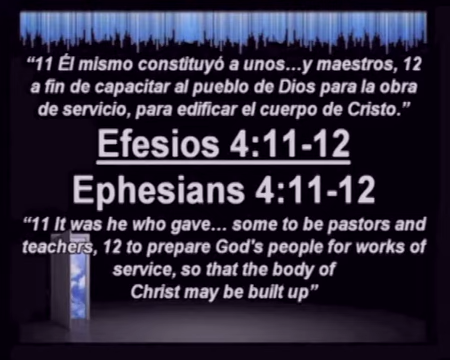 “11 Él mismo constituyó a unos…y maestros, 12
a fin de capacitar al pueblo de Dios para la obra
de servicio, para edificar el cuerpo de Cristo.”
Efesios 4:11-12
Ephesians 4:11-12
“11 It was he who gave… some to be pastors and
teachers, 12 to prepare God's people for works of
service, so that the body of
Christ may be built up”